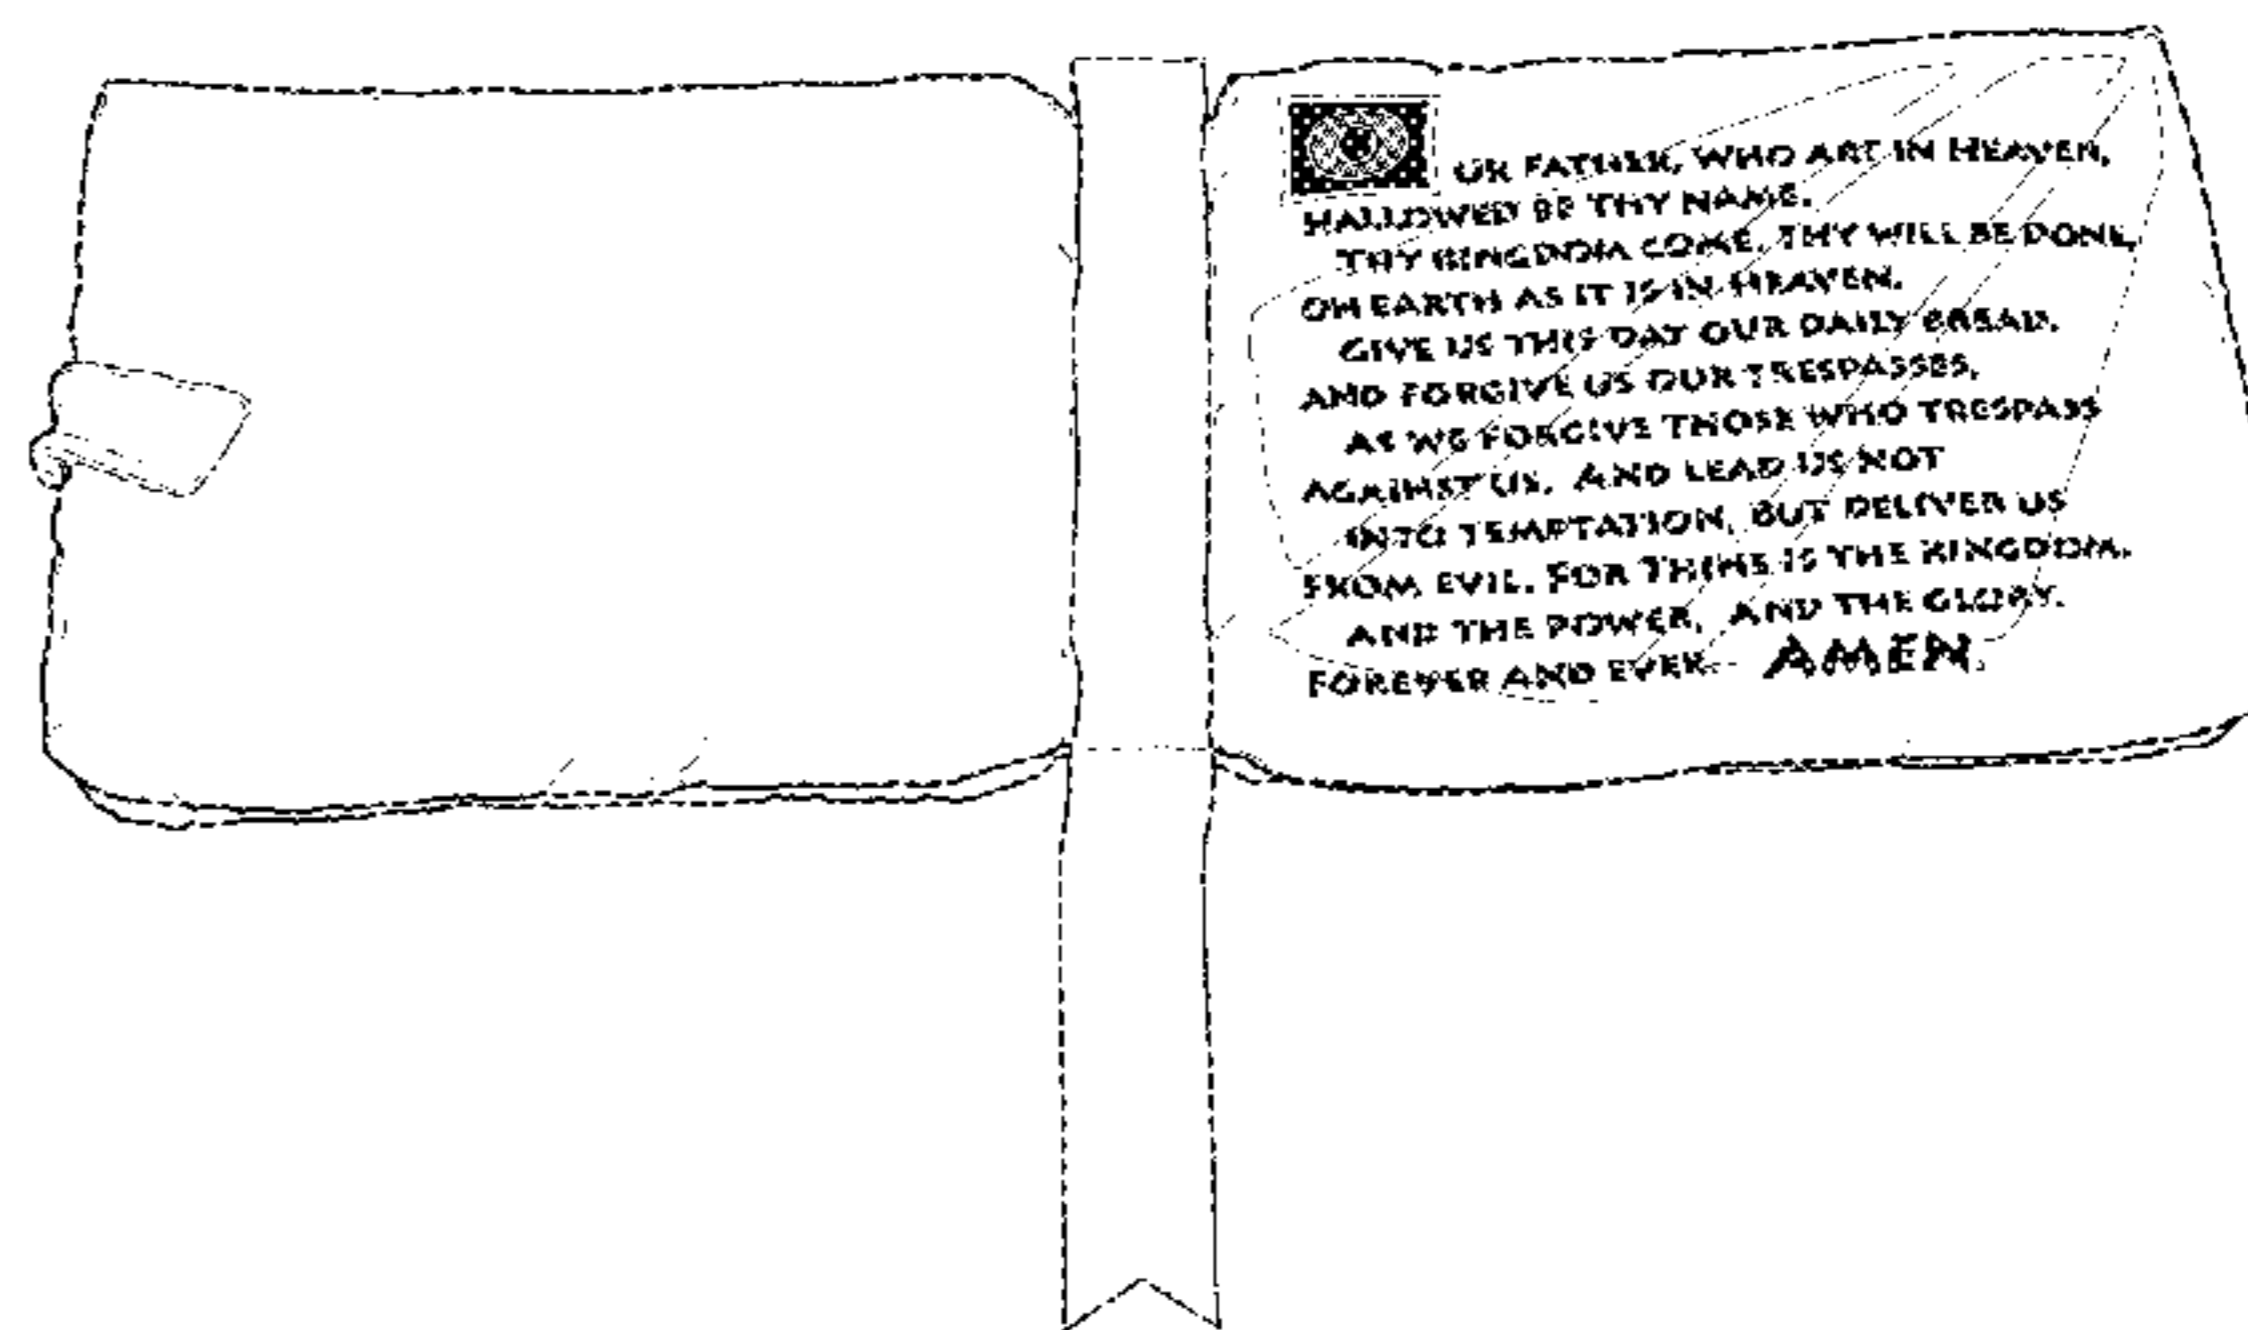 OUR FATHER, WHO ART IN HEAVEN,
HALLOWED BE THY NAME.
THY KINGDOM COME, THY WILL BE DONE,
ON EARTH AS IT IS IN HEAVEN.
GIVE US THIS DAY OUR DAILY BREAD.
AND FORGIVE US OUR TRESPASSES,
AS WE FORGIVE THOSE WHO TRESPASS
AGAINST US. AND LEAD US NOT
INTO TEMPTATION, BUT DELIVER US
FROM EVIL. FOR THINE IS THE KINGDOM,
AND THE POWER, AND THE GLORY,
FOREVER AND EVER. AMEN.